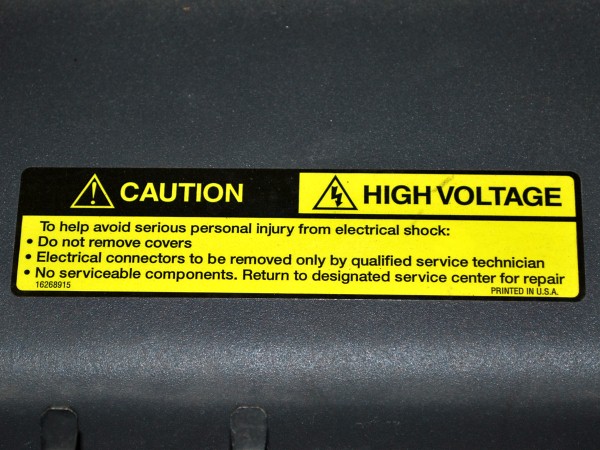 CAUTION
HIGH VOLTAGE
To help avoid serious personal injury from electrical shock:
• Do not remove covers
• Electrical connectors to be removed only by qualified service technician
• No serviceable components. Return to designated service center for repair
16268915
PRINTED IN U.S.A.